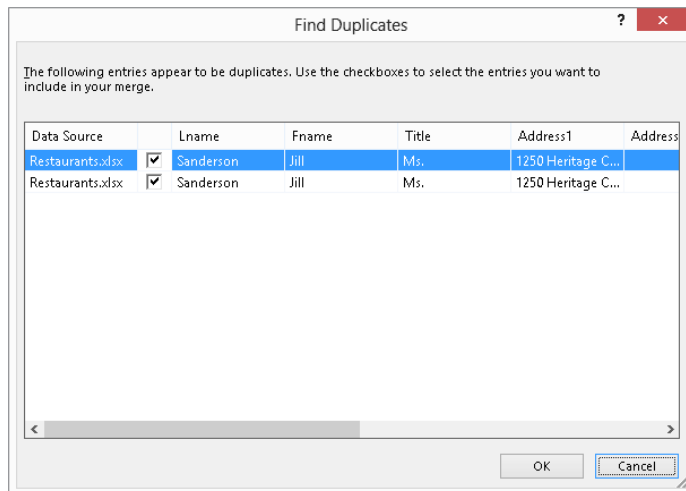 Find Duplicates
? ×
The following entries appear to be duplicates. Use the checkboxes to select the entries you want to
include in your merge.
Data Source Lname Fname Title Address1 Address
Restaurants.xlsx Sanderson Jill Ms. 1250 Heritage C...
Restaurants.xlsx Sanderson Jill Ms. 1250 Heritage C...
OK Cancel